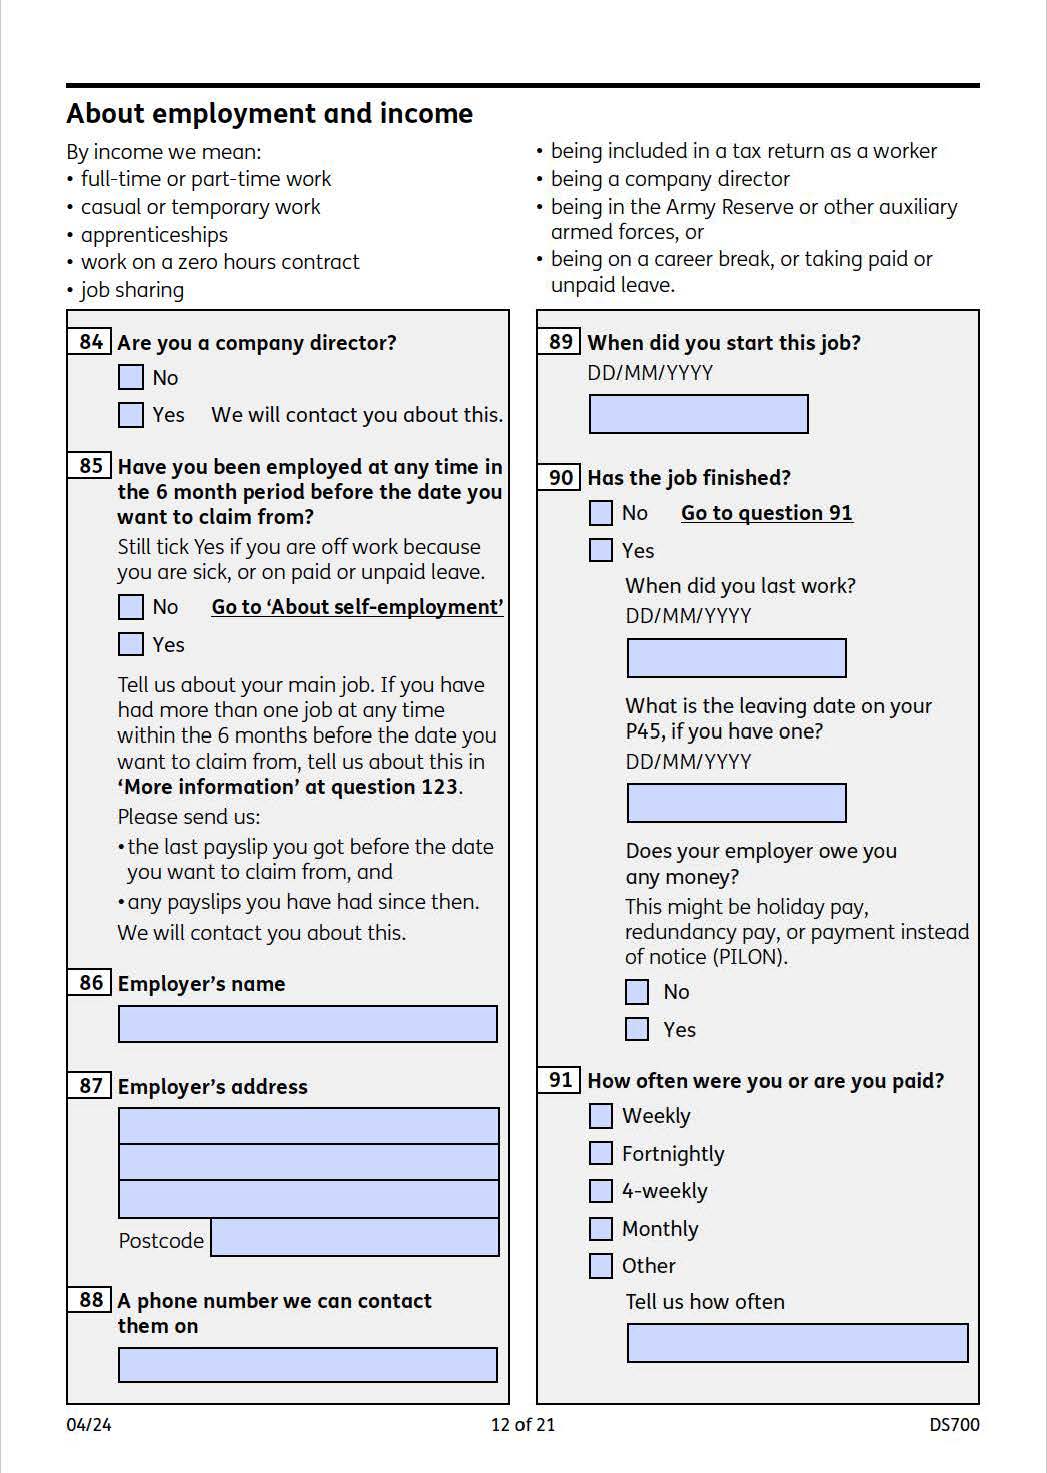 About employment and income
By income we mean:
• full-time or part-time work
• casual or temporary work
• apprenticeships
• work on a zero hours contract
• job sharing
• being included in a tax return as a worker
• being a company director
• being in the Army Reserve or other auxiliary
armed forces, or
• being on a career break, or taking paid or
unpaid leave.
84 Are you a company director?
No
Yes We will contact you about this.
85 Have you been employed at any time in
the 6 month period before the date you
want to claim from?
Still tick Yes if you are off work because
you are sick, or on paid or unpaid leave.
No Go to ‘About self-employment’
Yes
Tell us about your main job. If you have
had more than one job at any time
within the 6 months before the date you
want to claim from, tell us about this in
‘More information’ at question 123.
Please send us:
• the last payslip you got before the date
you want to claim from, and
• any payslips you have had since then.
We will contact you about this.
86 Employer’s name
87 Employer’s address
Postcode
88 A phone number we can contact
them on
89 When did you start this job?
DD/MM/YYYY
90 Has the job finished?
No Go to question 91
Yes
When did you last work?
DD/MM/YYYY
What is the leaving date on your
P45, if you have one?
DD/MM/YYYY
Does your employer owe you
any money?
This might be holiday pay,
redundancy pay, or payment instead
of notice (PILON).
No
Yes
91 How often were you or are you paid?
Weekly
Fortnightly
4-weekly
Monthly
Other
Tell us how often
04/24 12 of 21 DS700